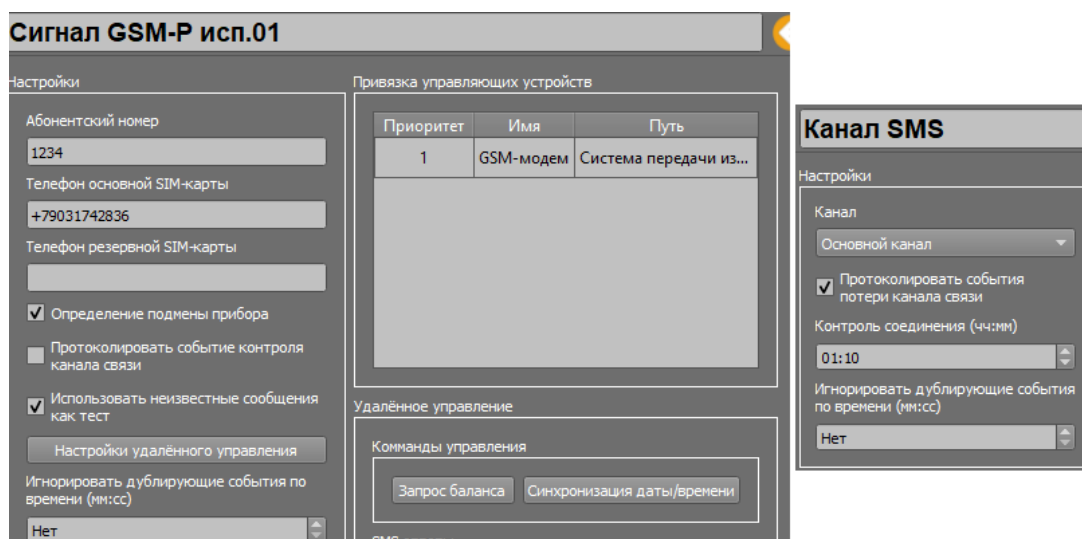 Сигнал GSM-P исп.01
Настройки
Абонентский номер
1234
Телефон основной SIM-карты
+79031742836
Телефон резервной SIM-карты
Определение подмены прибора
Протоколировать событие контроля
канала связи
Использовать неизвестные сообщения
как тест
Настройки удалённого управления
Игнорировать дублирующие события по
времени (мм:сс)
Нет
Привязка управляющих устройств
Приоритет Имя Путь
1 GSM-модем Система передачи из...
Удалённое управление
Комманды управления
Запрос баланса Синхронизация даты/времени
Канал SMS
Настройки
Канал
Основной канал
Протоколировать события
потери канала связи
Контроль соединения (чч:мм)
01:10
Игнорировать дублирующие события
по времени (мм:сс)
Нет